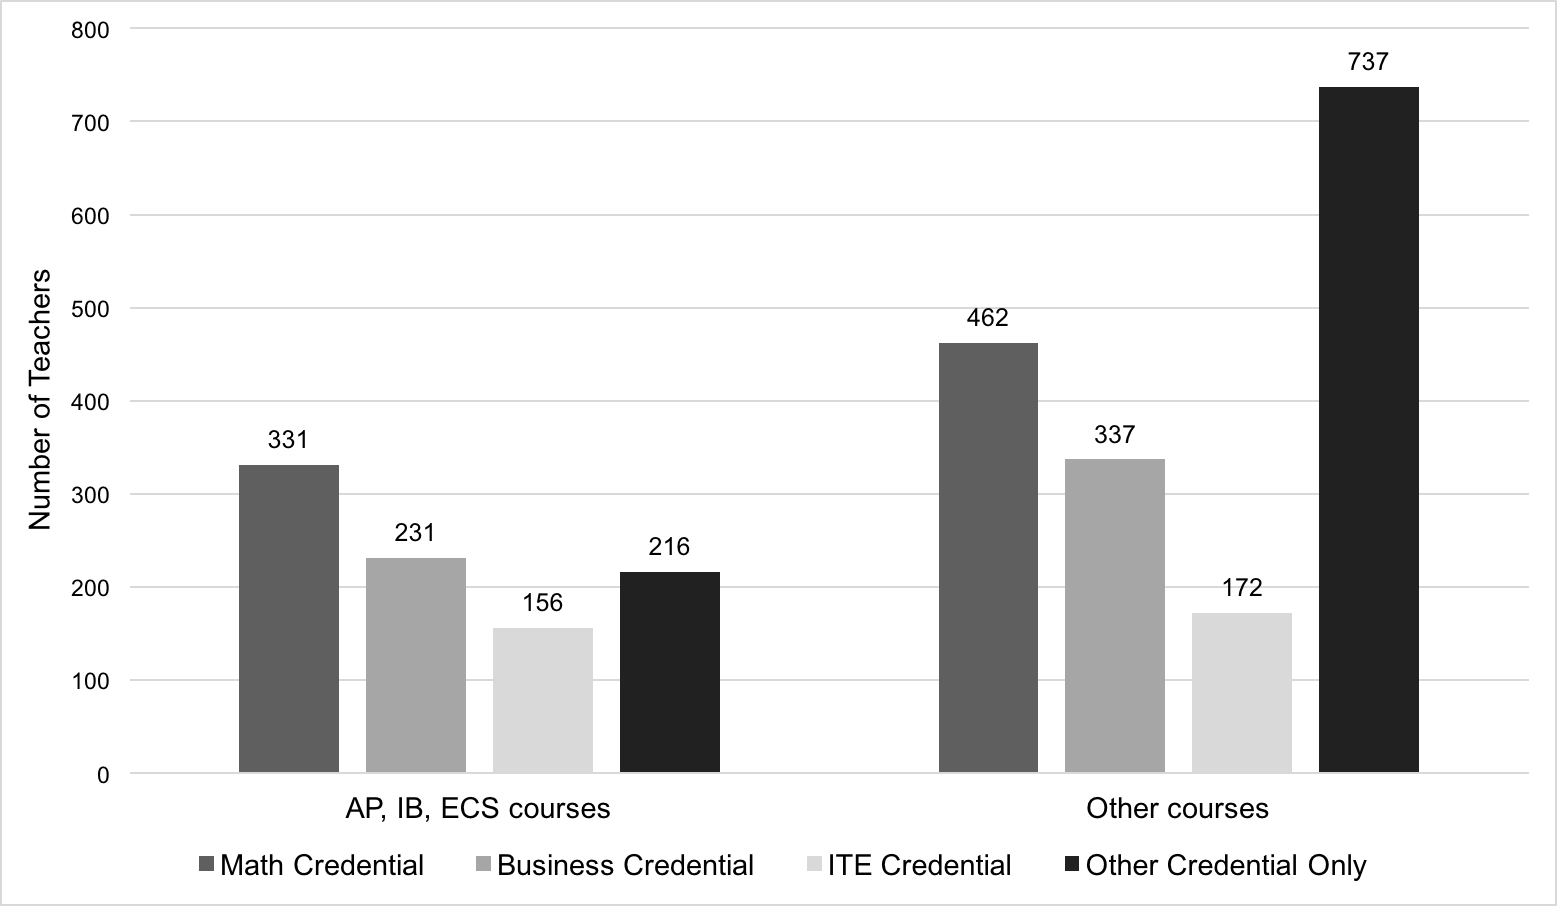 800
737
700
600
500
462
400
331
337
300
231
216
200
156
172
100
0
Number of Teachers
AP, IB, ECS courses
Other courses
Math Credential
Business Credential
ITE Credential
Other Credential Only